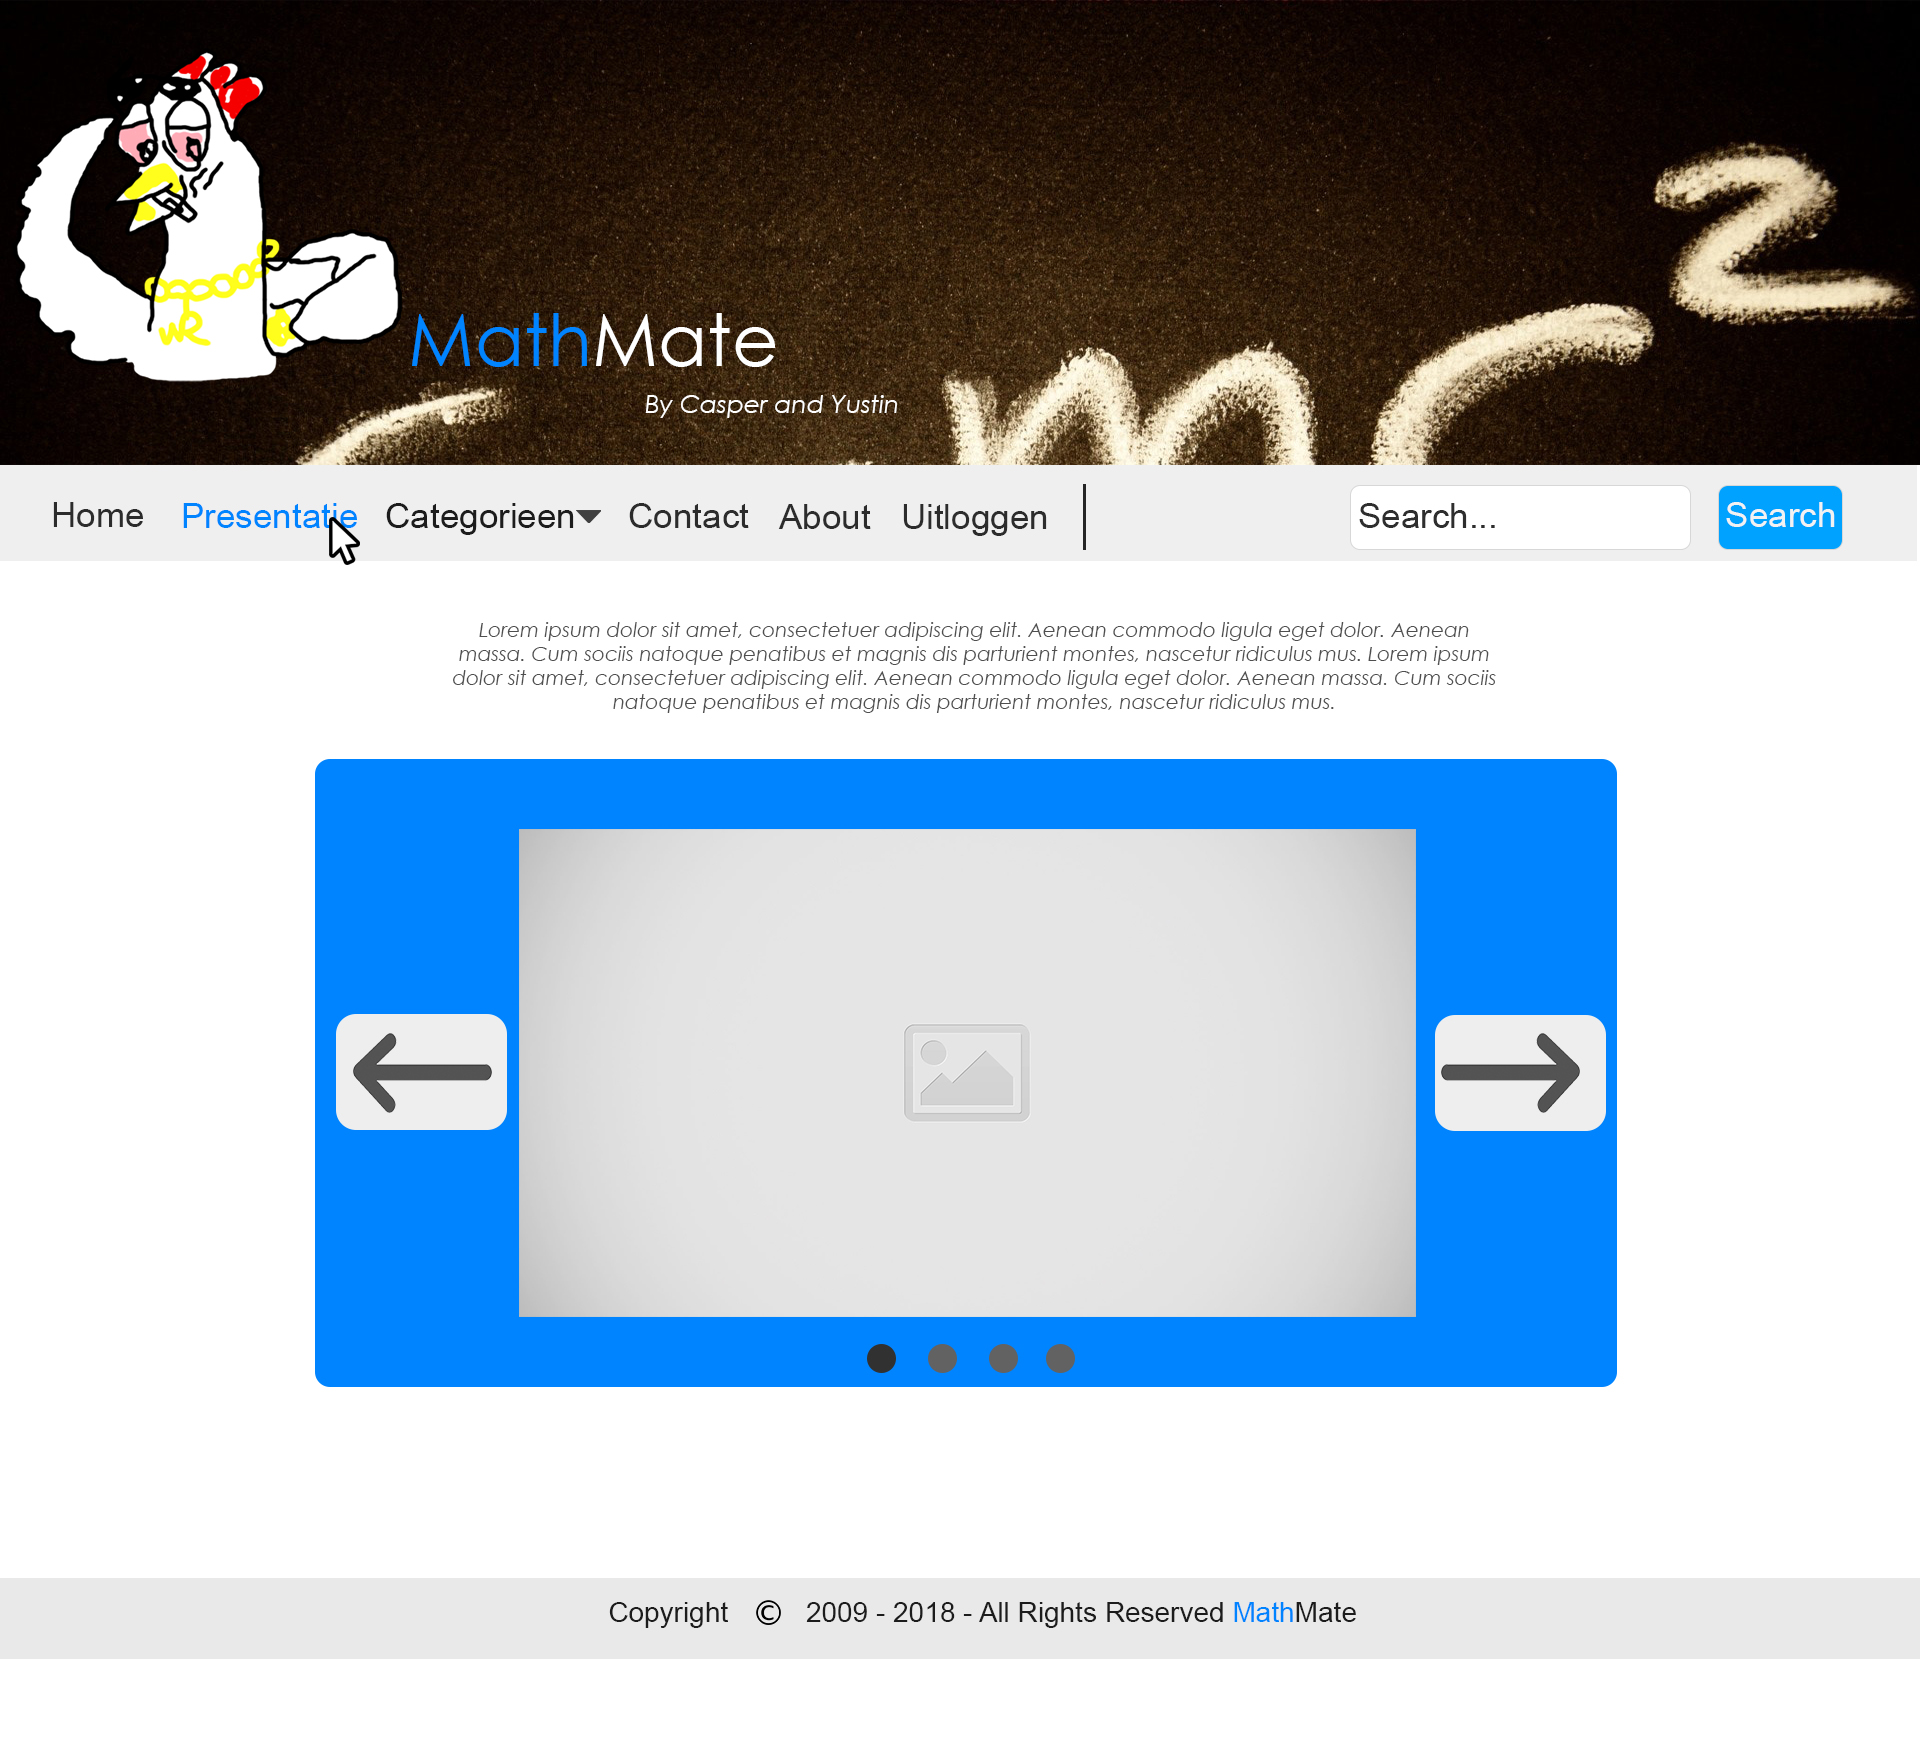 2
mc
MathMate
By Casper and Yustin
Home Presentatie Categorieen Contact About Uitloggen Search... Search
Lorem ipsum dolor sit amet, consectetuer adipiscing elit. Aenean commodo ligula eget dolor. Aenean
massa. Cum sociis natoque penatibus et magnis dis parturient montes, nascetur ridiculus mus. Lorem ipsum
dolor sit amet, consectetuer adipiscing elit. Aenean commodo ligula eget dolor. Aenean massa. Cum sociis
natoque penatibus et magnis dis parturient montes, nascetur ridiculus mus.
Copyright © 2009 - 2018 - All Rights Reserved MathMate